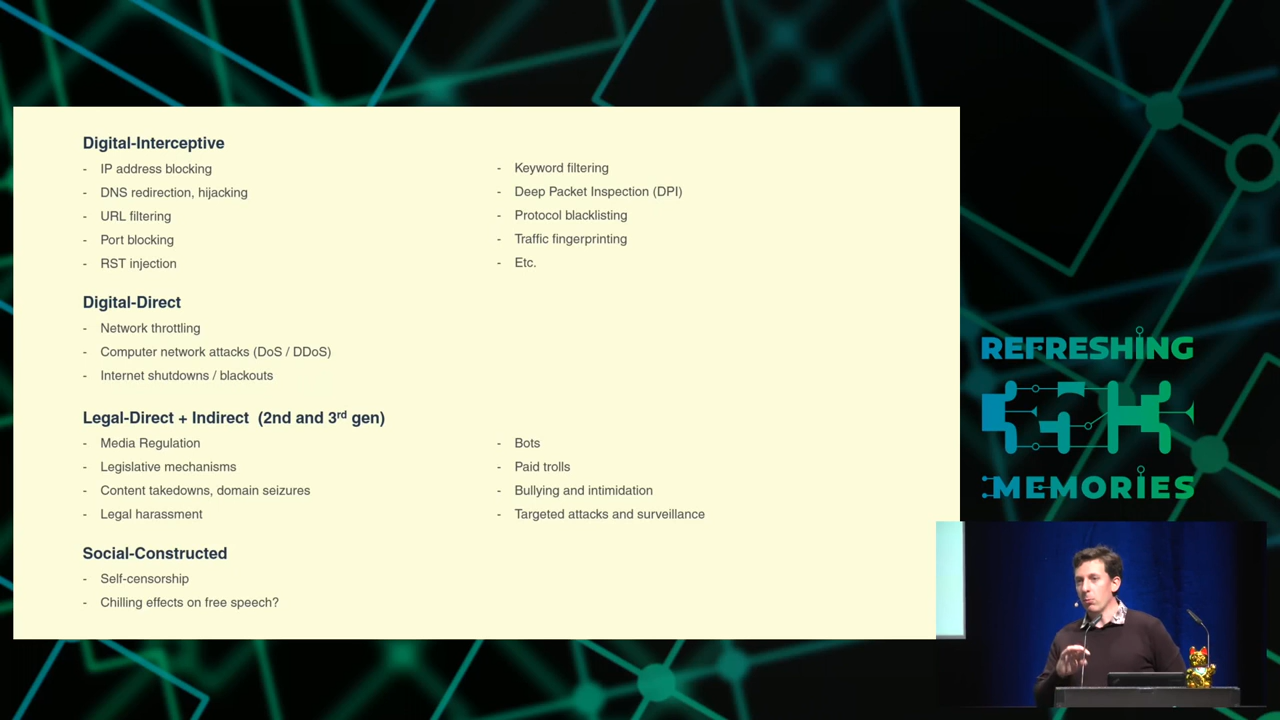 Digital-Interceptive
- IP address blocking
- DNS redirection, hijacking
- URL filtering
- Port blocking
- RST injection
- Keyword filtering
- Deep Packet Inspection (DPI)
- Protocol blacklisting
- Traffic fingerprinting
- Etc.
Digital-Direct
- Network throttling
- Computer network attacks (DoS / DDoS)
- Internet shutdowns / blackouts
Legal-Direct + Indirect (2nd and 3rd gen)
- Media Regulation
- Legislative mechanisms
- Content takedowns, domain seizures
- Legal harassment
- Bots
- Paid trolls
- Bullying and intimidation
- Targeted attacks and surveillance
Social-Constructed
- Self-censorship
- Chilling effects on free speech?
REFRESHING
MEMORIES